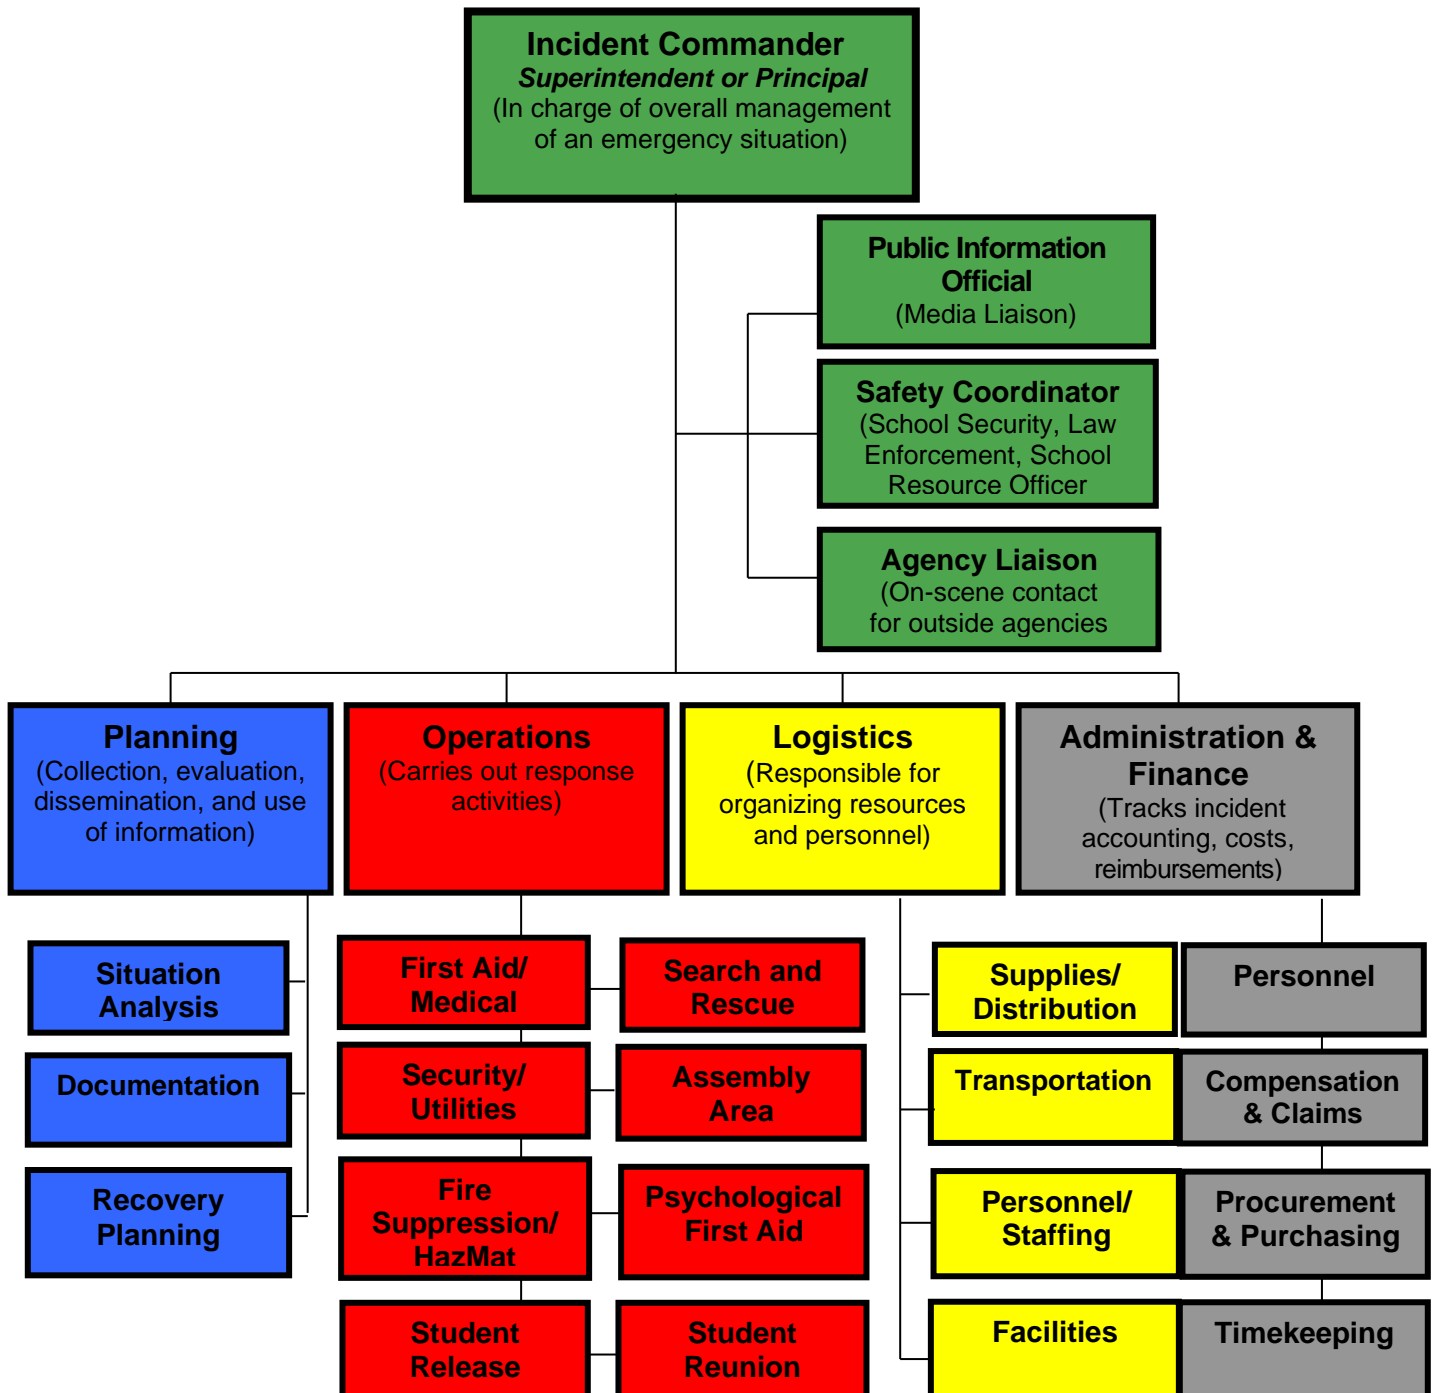 Incident Commander
Superintendent or Principal
(In charge of overall management
of an emergency situation)
Public Information
Official
(Media Liaison)
Safety Coordinator
(School Security, Law
Enforcement, School
Resource Officer
Agency Liaison
(On-scene contact
for outside agencies
Planning
(Collection, evaluation,
dissemination, and use
of information)
Operations
(Carries out response
activities)
Logistics
(Responsible for
organizing resources
and personnel)
Administration &
Finance
(Tracks incident
accounting, costs,
reimbursements)
Situation
Analysis
Documentation
Recovery
Planning
First Aid/
Medical
Search and
Rescue
Security/
Utilities
Assembly
Area
Fire
Suppression/
HazMat
Psychological
First Aid
Student
Release
Student
Reunion
Supplies/
Distribution
Transportation
Personnel/
Staffing
Facilities
Personnel
Compensation
& Claims
Procurement
& Purchasing
Timekeeping